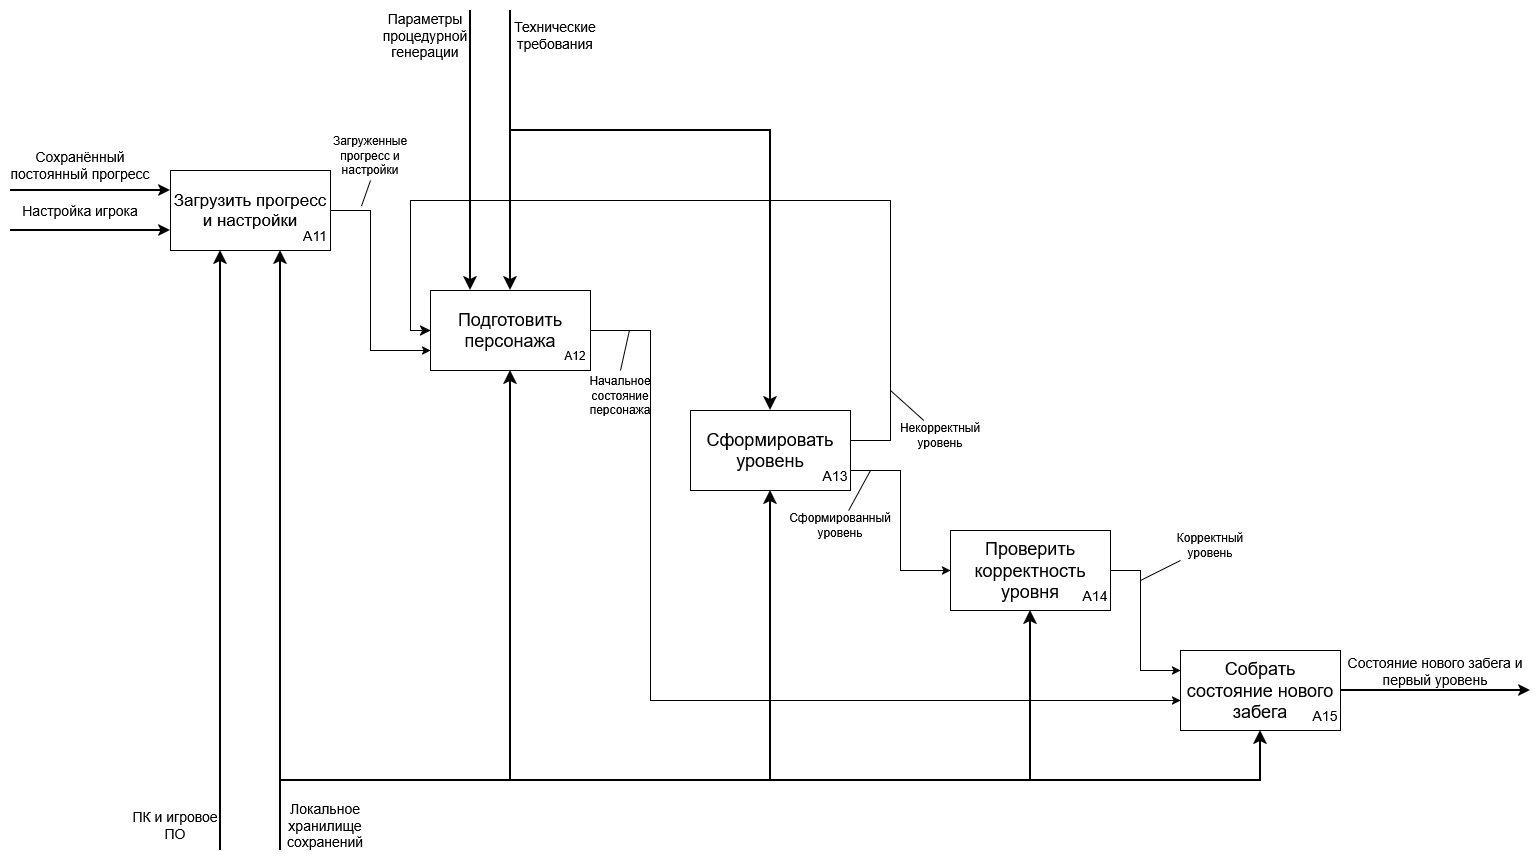 Параметры
процедурной
генерации
Технические
требования
Сохранённый
постоянный прогресс
Настройка игрока
Загрузить прогресс
и настройки
A11
Загруженные
прогресс и
настройки
Подготовить
персонажа
A12
Начальное
состояние
персонажа
Сформировать
уровень
A13
Некорректный
уровень
Сформированный
уровень
Проверить
корректность
уровня
A14
Корректный
уровень
Собрать
состояние нового
забега
A15
Состояние нового забега и
первый уровень
ПК и игровое
ПО
Локальное
хранилище
сохранений